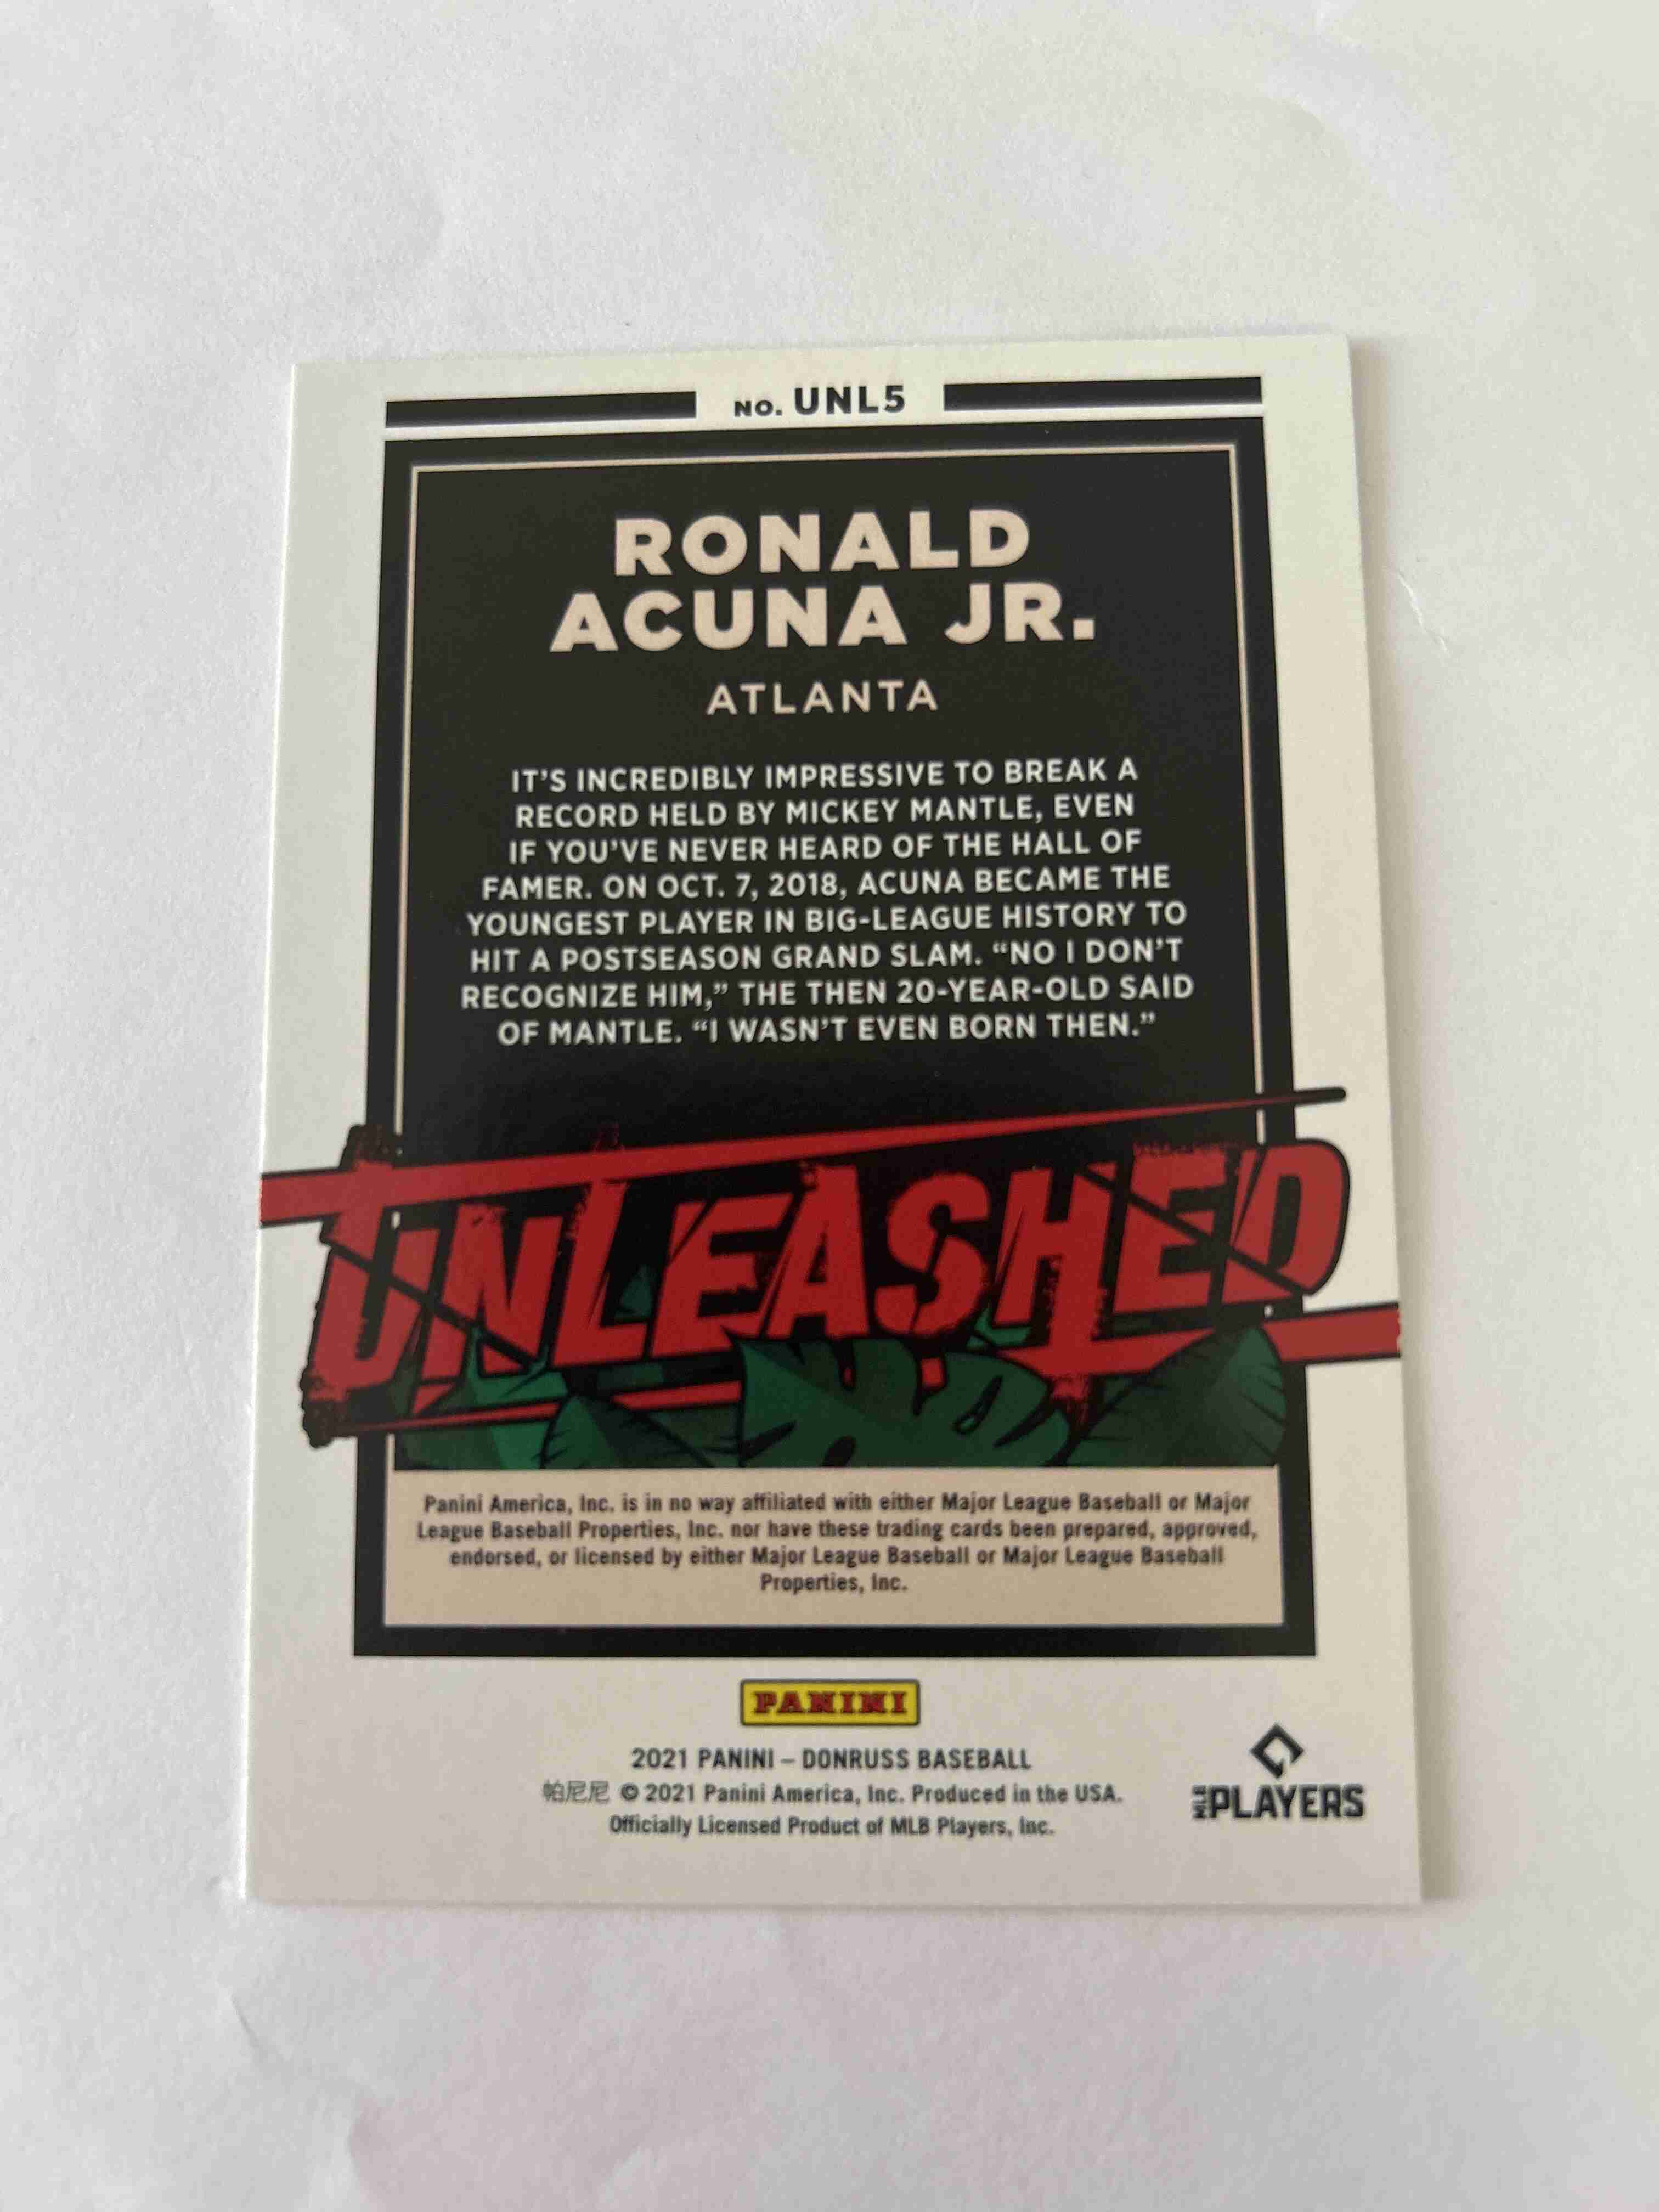 NO. UNL5
RONALD
ACUNA JR.
ATLANTA
IT'S INCREDIBLY IMPRESSIVE TO BREAK A
RECORD HELD BY MICKEY MANTLE, EVEN
IF YOU'VE NEVER HEARD OF THE HALL OF
FAMER. ON OCT. 7, 2018, ACUNA BECAME THE
YOUNGEST PLAYER IN BIG-LEAGUE HISTORY TO
HIT A POSTSEASON GRAND SLAM. “NO I DON'T
RECOGNIZE HIM,” THE THEN 20-YEAR-OLD SAID
OF MANTLE. “I WASN'T EVEN BORN THEN.”
UNLEASHED
Panini America, Inc. is in no way affiliated with either Major League Baseball or Major
League Baseball Properties, Inc. nor have these trading cards been prepared, approved,
endorsed, or licensed by either Major League Baseball or Major League Baseball
Properties, Inc.
PANINI
2021 PANINI – DONRUSS BASEBALL
帕尼尼 © 2021 Panini America, Inc. Produced in the USA.
Officially Licensed Product of MLB Players, Inc.
MLB PLAYERS